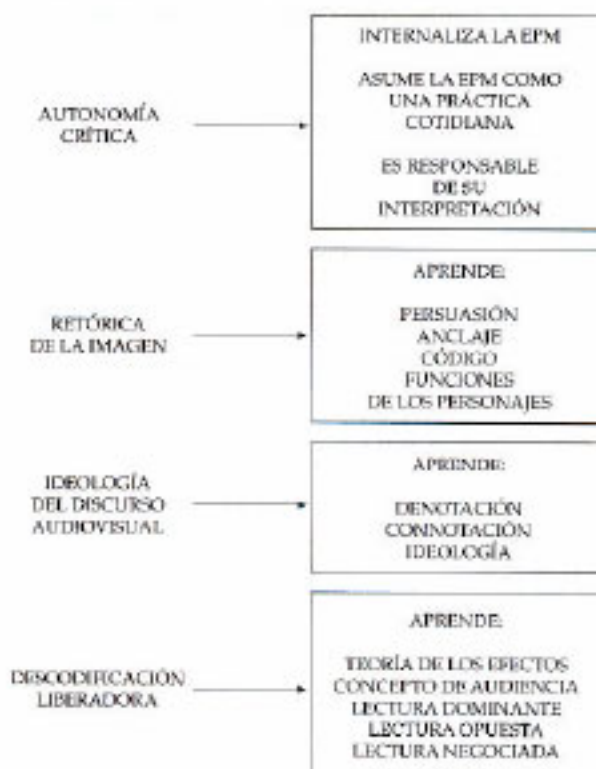 AUTONOMÍA
CRÍTICA
INTERNALIZA LA EPM
ASUME LA EPM COMO
UNA PRÁCTICA
COTIDIANA
ES RESPONSABLE
DE SU
INTERPRETACIÓN
RETÓRICA
DE LA IMAGEN
APRENDE:
PERSUASIÓN
ANCLAJE
CÓDIGO
FUNCIONES
DE LOS PERSONAJES
IDEOLOGÍA
DEL DISCURSO
AUDIOVISUAL
APRENDE:
DENOTACIÓN
CONNOTACIÓN
IDEOLOGÍA
DESCODIFICACIÓN
LIBERADORA
APRENDE:
TEORÍA DE LOS EFECTOS
CONCEPTO DE AUDIENCIA
LECTURA DOMINANTE
LECTURA OPUESTA
LECTURA NEGOCIADA